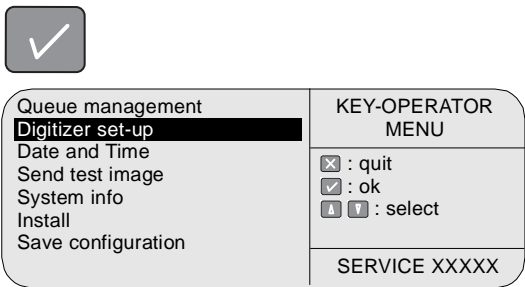 Queue management
Digitizer set-up
Date and Time
Send test image
System info
Install
Save configuration
KEY-OPERATOR
MENU
: quit
: ok
: select
SERVICE XXXXX